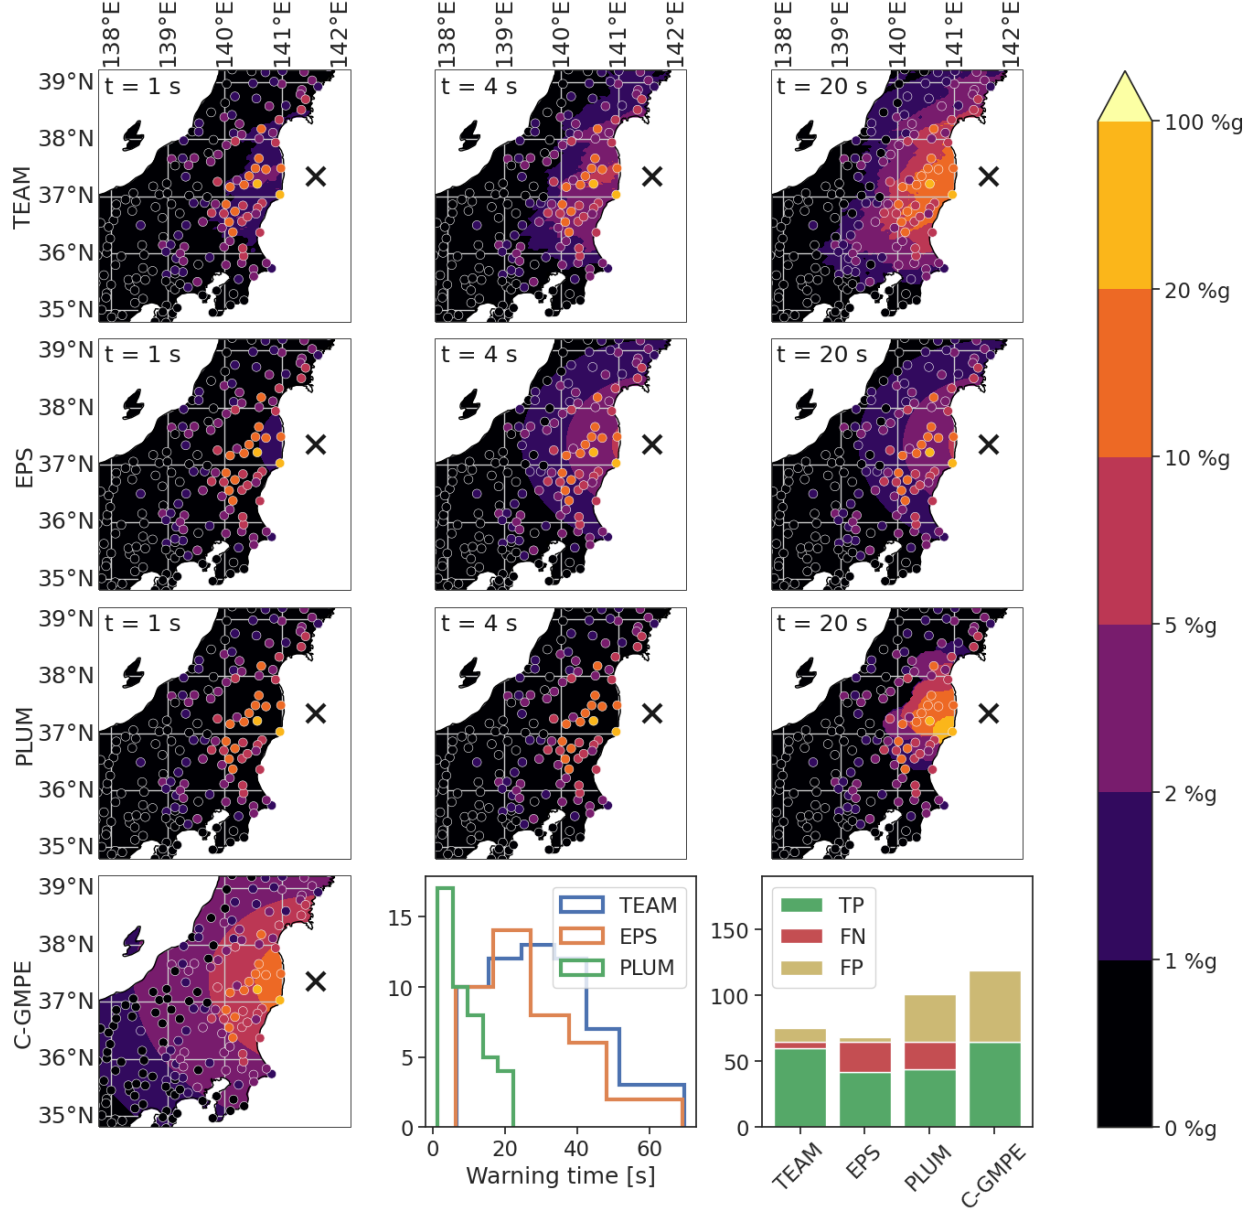 138°E 139°E 140°E 141°E 142°E
138°E 139°E 140°E 141°E 142°E
138°E 139°E 140°E 141°E 142°E
TEAM
39°N
38°N
37°N
36°N
35°N
t = 1 s
t = 4 s
t = 20 s
EPS
39°N
38°N
37°N
36°N
35°N
t = 1 s
t = 4 s
t = 20 s
PLUM
39°N
38°N
37°N
36°N
35°N
t = 1 s
t = 4 s
t = 20 s
C-GMPE
39°N
38°N
37°N
36°N
35°N
15
10
5
0
TEAM
EPS
PLUM
0 20 40 60
Warning time [s]
150
100
50
0
TP
FN
FP
TEAM EPS PLUM C-GMPE
100 %g
20 %g
10 %g
5 %g
2 %g
1 %g
0 %g